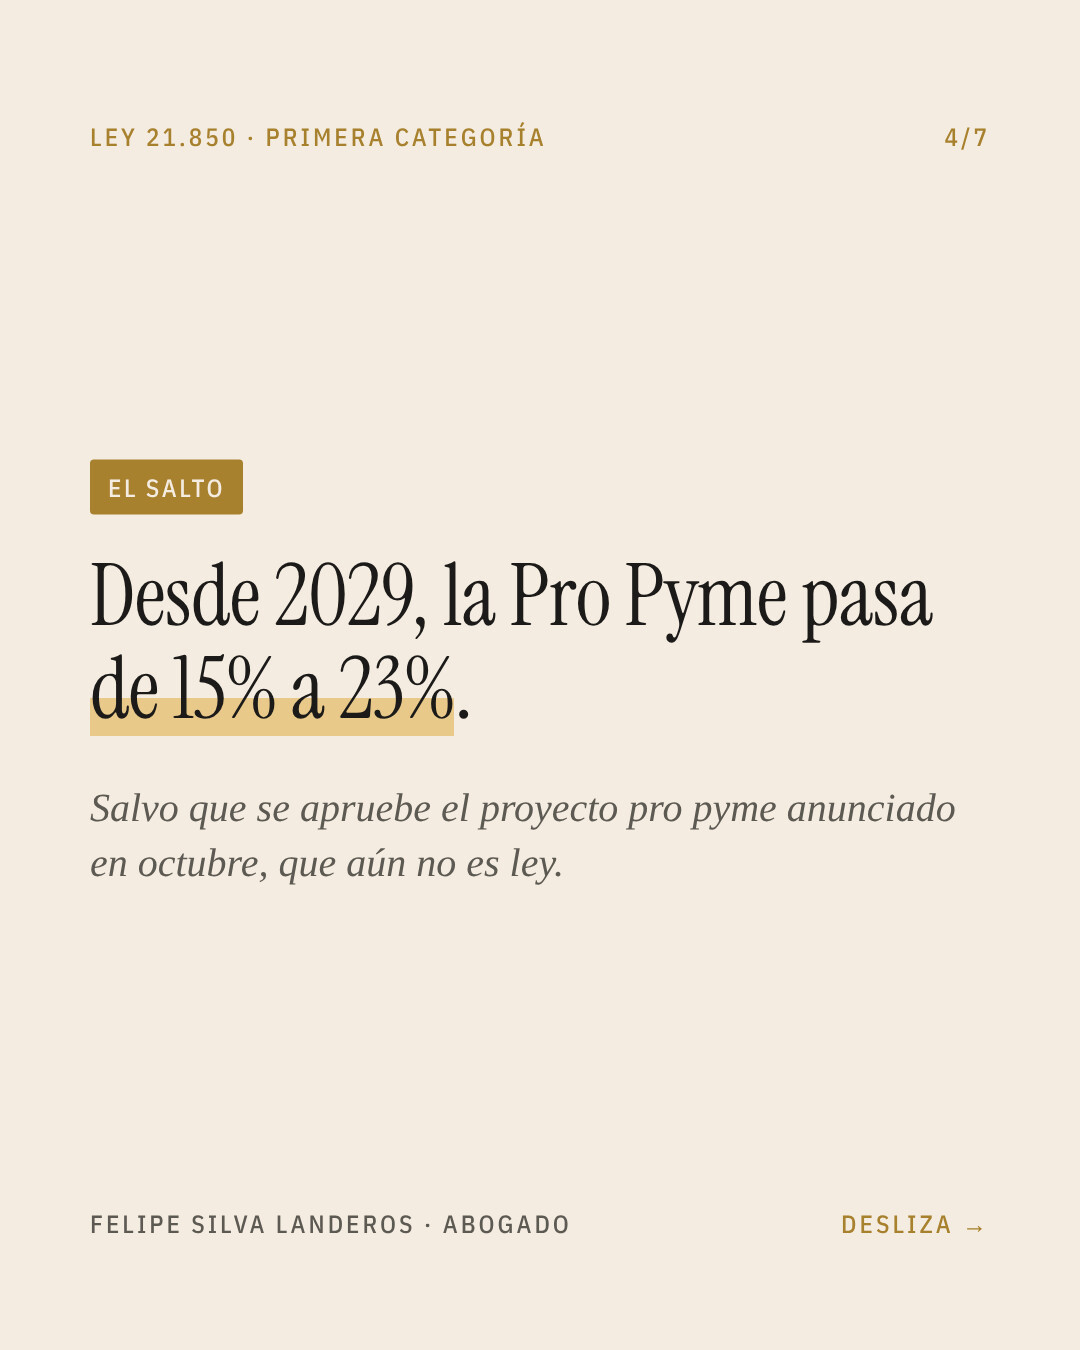 LEY 21.850 · PRIMERA CATEGORÍA
4/7
EL SALTO
Desde 2029, la Pro Pyme pasa
de 15% a 23%.
Salvo que se apruebe el proyecto pro pyme anunciado
en octubre, que aún no es ley.
FELIPE SILVA LANDEROS · ABOGADO
DESLIZA →